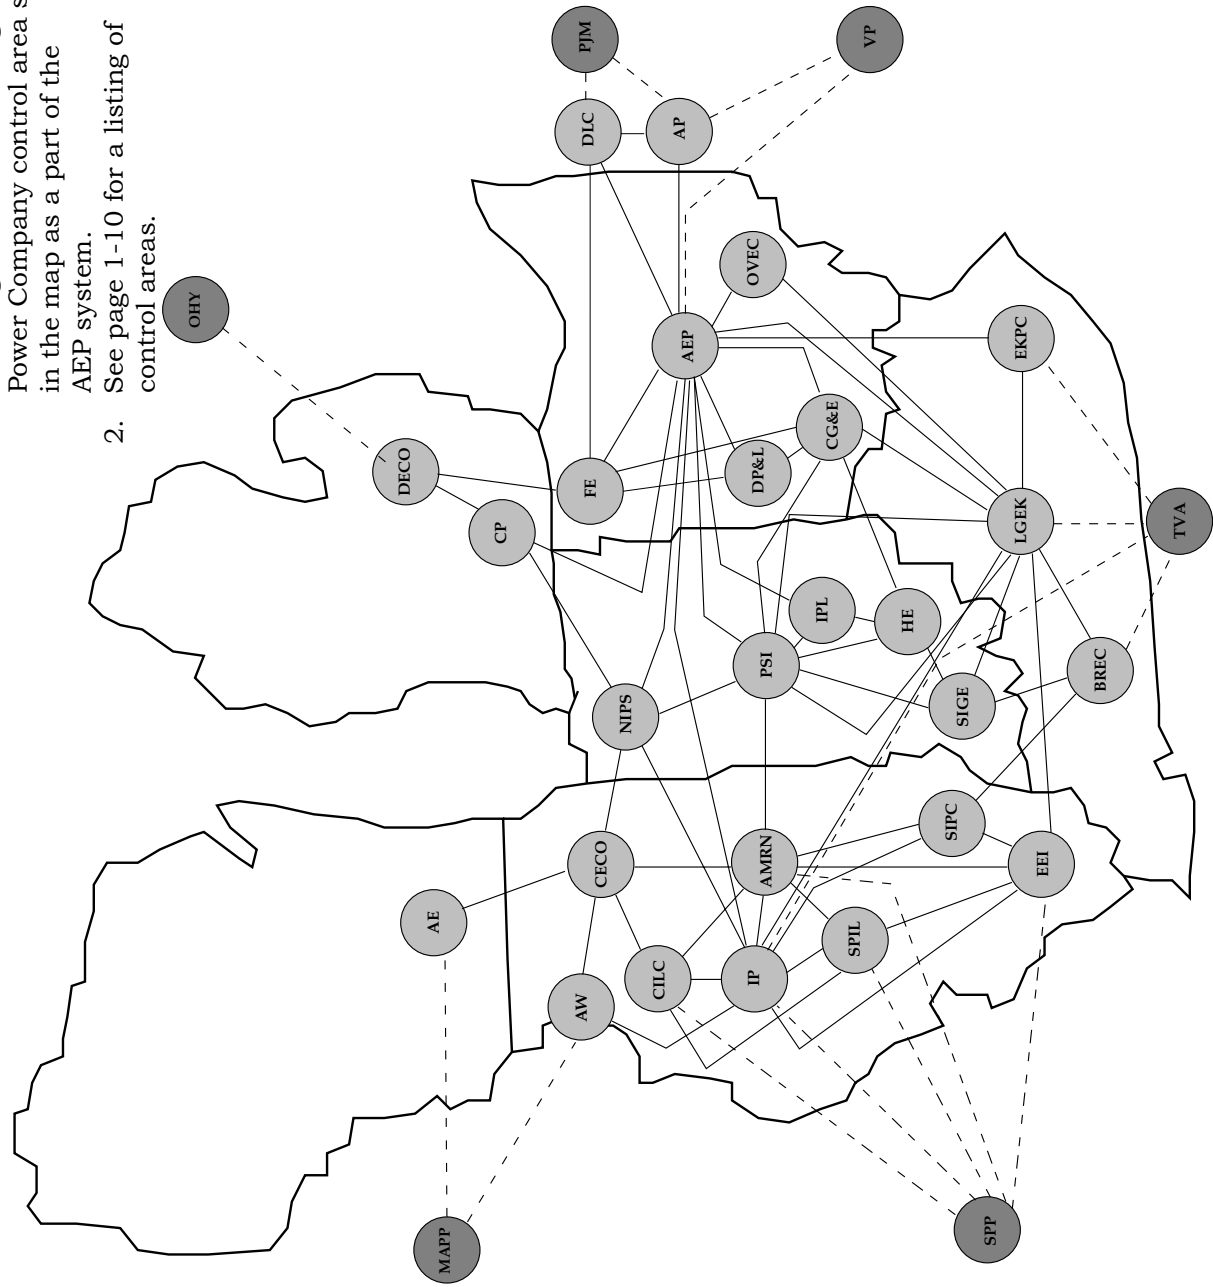 Power Company control area s
in the map as a part of the
AEP system.
2. See page 1-10 for a listing of
control areas.
OHY
PJM
VP
DLC
AP
OVEC
AEP
EKPC
DECO
CP
FE
DP&L
CG&E
LGEK
TVA
IPL
HE
PSI
NIPS
SIGE
BREC
CECO
AMRN
SIPC
EEI
AE
AW
CILC
IP
SPIL
MAPP
SPP